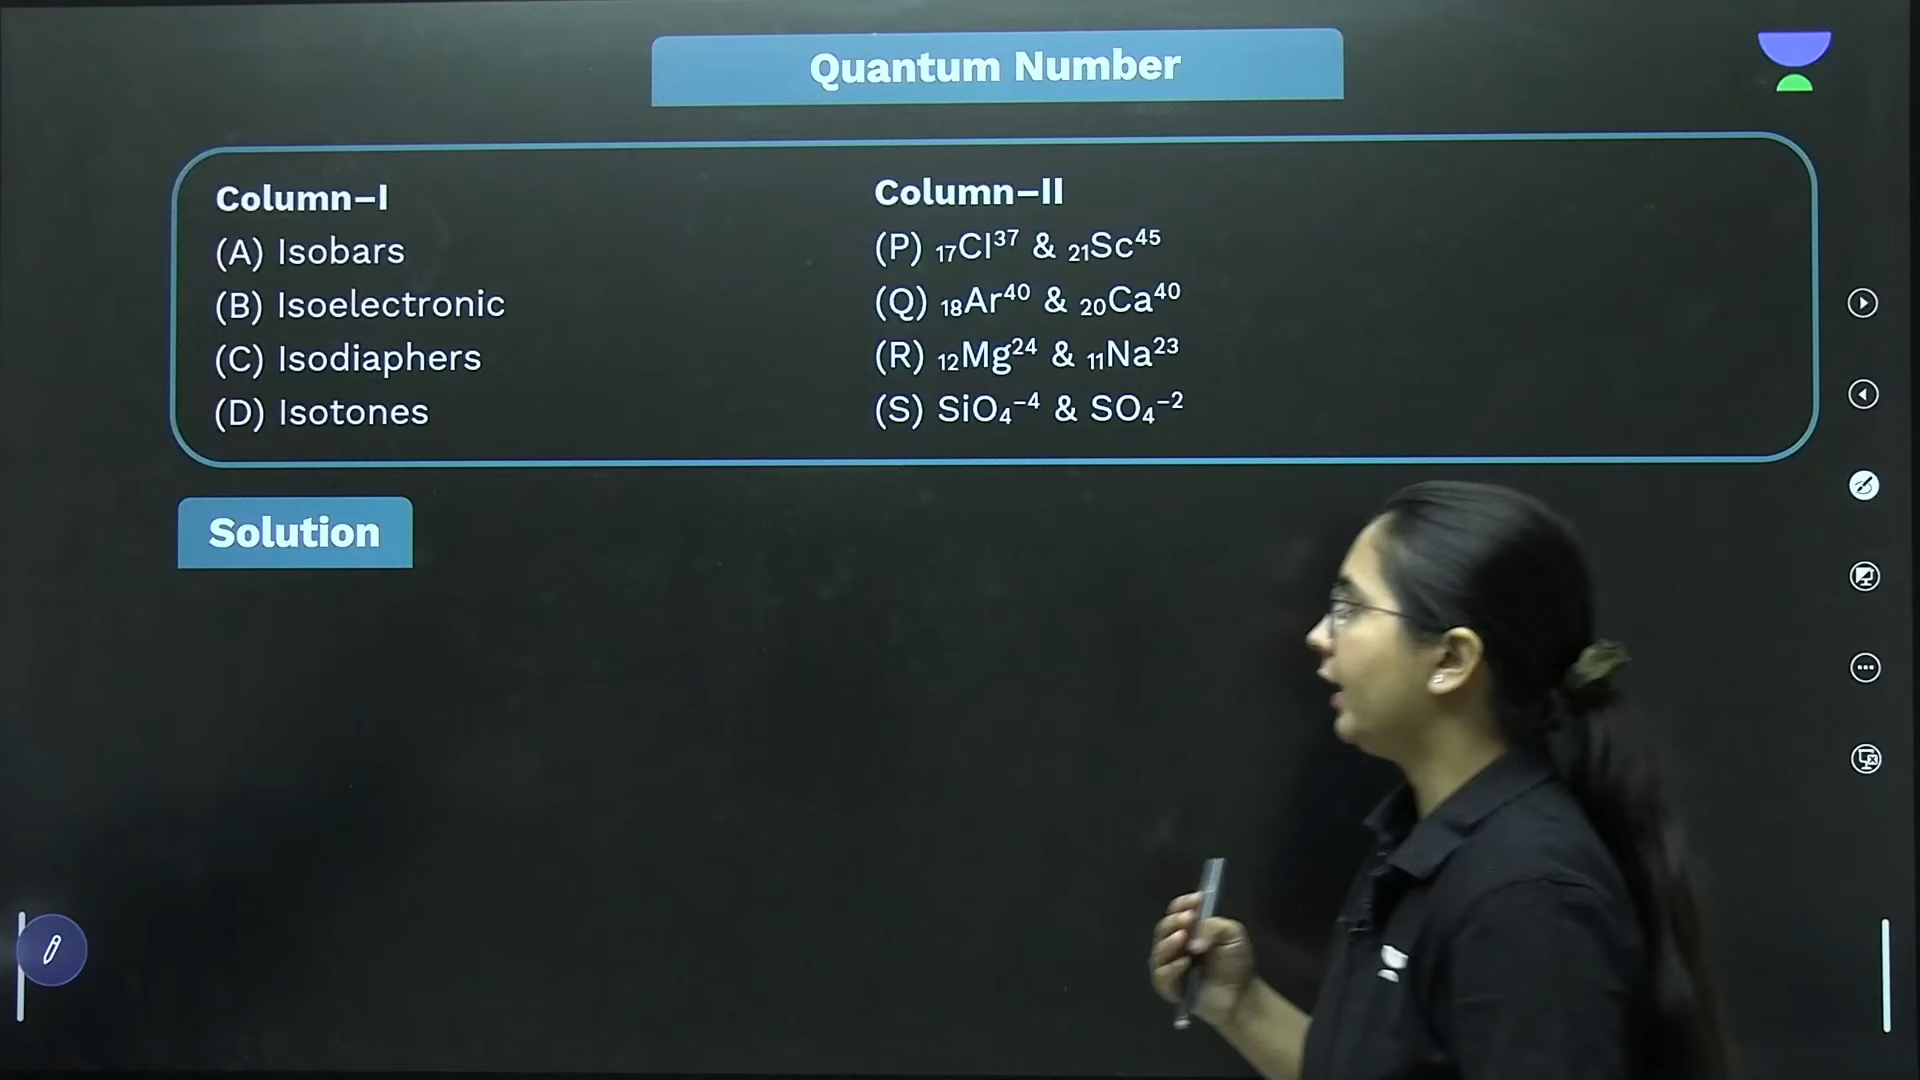 Quantum Number
Column–I
Column–II
(A) Isobars
(P) ₁₇Cl³⁷ & ₂₁Sc⁴⁵
(B) Isoelectronic
(Q) ₁₈Ar⁴⁰ & ₂₀Ca⁴⁰
(C) Isodiaphers
(R) ₁₂Mg²⁴ & ₁₁Na²³
(D) Isotones
(S) SiO₄⁻⁴ & SO₄⁻²
Solution